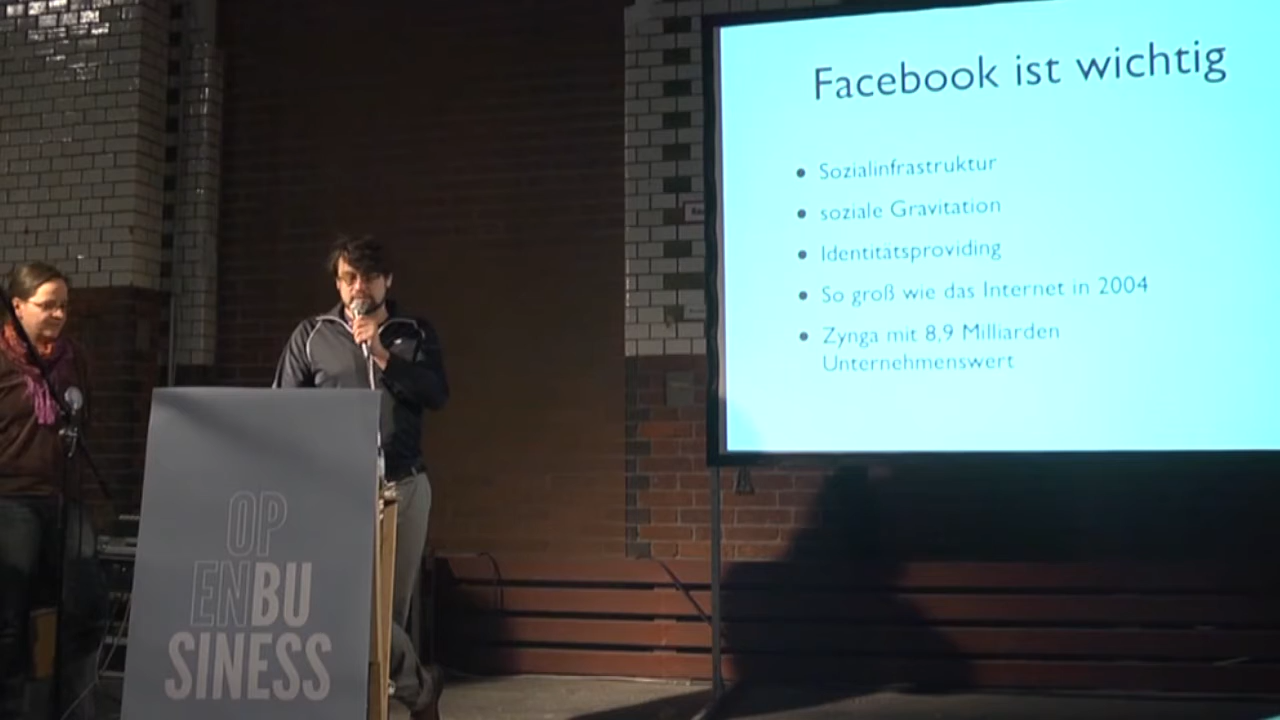 Facebook ist wichtig
• Sozialinfrastruktur
• soziale Gravitation
• Identitätsproviding
• So groß wie das Internet in 2004
• Zynga mit 8,9 Milliarden
Unternehmenswert
OP
ENBU
SINESS